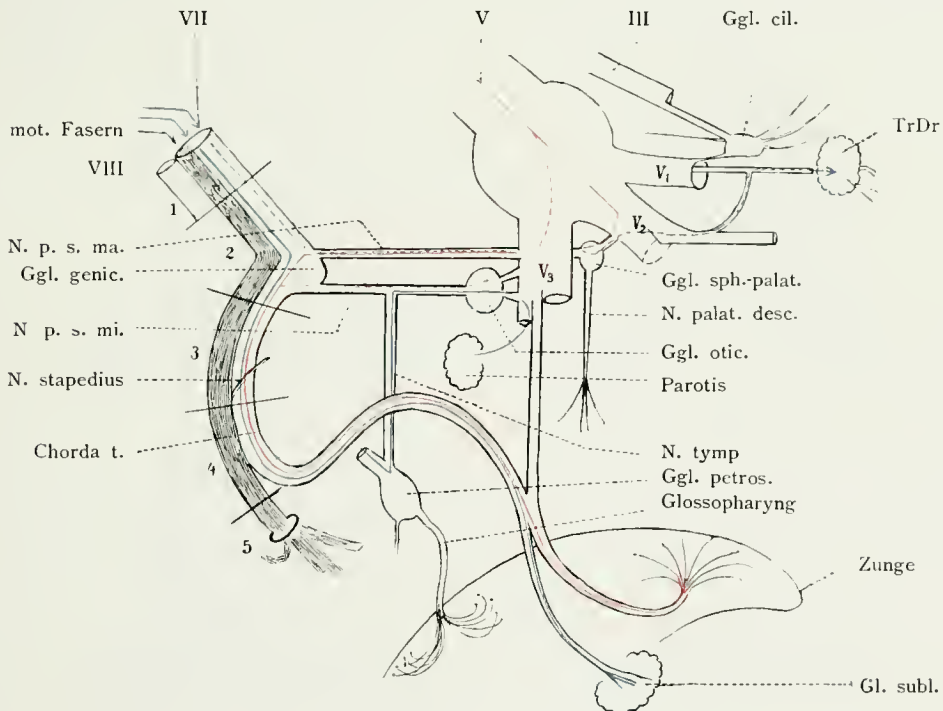 VII
V
III
Ggl. cil.
mot. Fasern
TrDr
VIII
V₁
1
N. p. s. ma.
2
V₂
Ggl. genic.
V₃
Ggl. sph.-palat.
N p. s. mi.
N. palat. desc.
3
Ggl. otic.
N. stapedius
Parotis
Chorda t.
N. tymp
4
Ggl. petros.
Glossopharyng
5
Zunge
Gl. subl.